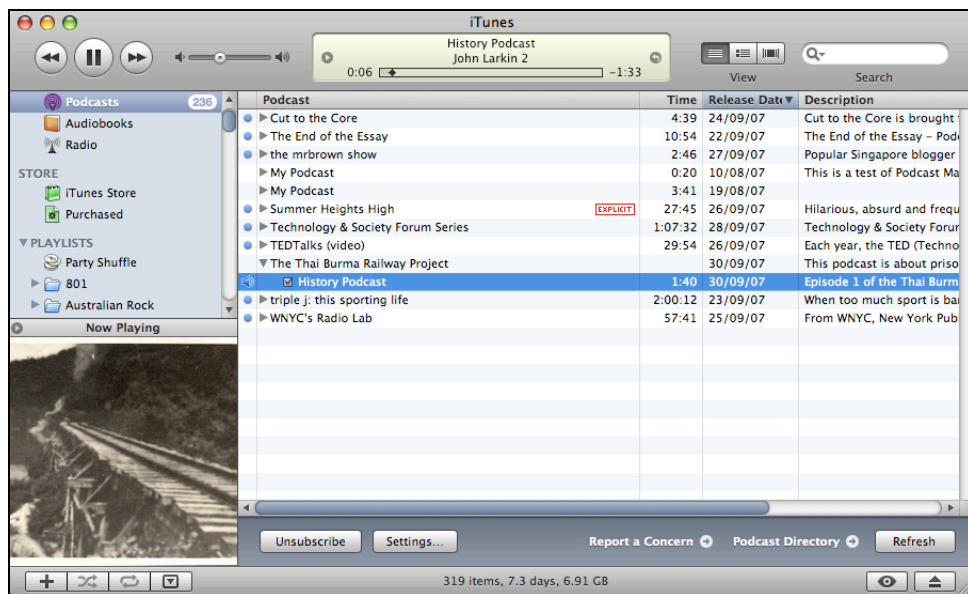 iTunes
History Podcast
John Larkin 2
0:06 -1:33
View
Search
Podcasts 236
Audiobooks
Radio
STORE
iTunes Store
Purchased
PLAYLISTS
Party Shuffle
801
Australian Rock
Now Playing
Podcast Time Release Date Description
Cut to the Core 4:39 24/09/07 Cut to the Core is brought
The End of the Essay 10:54 22/09/07 The End of the Essay – Pod
the mrbrown show 2:46 27/09/07 Popular Singapore blogger
My Podcast 0:20 10/08/07 This is a test of Podcast Ma
My Podcast 3:41 19/08/07
Summer Heights High EXPLICIT 27:45 26/09/07 Hilarious, absurd and frequ
Technology & Society Forum Series 1:07:32 28/09/07 Technology & Society Forur
TEDTalks (video) 29:54 26/09/07 Each year, the TED (Techno
The Thai Burma Railway Project 30/09/07 This podcast is about priso
History Podcast 1:40 30/09/07 Episode 1 of the Thai Burm
triple j: this sporting life 2:00:12 23/09/07 When too much sport is ba
WNYC's Radio Lab 57:41 25/09/07 From WNYC, New York Pub
Unsubscribe
Settings...
Report a Concern
Podcast Directory
Refresh
319 items, 7.3 days, 6.91 GB